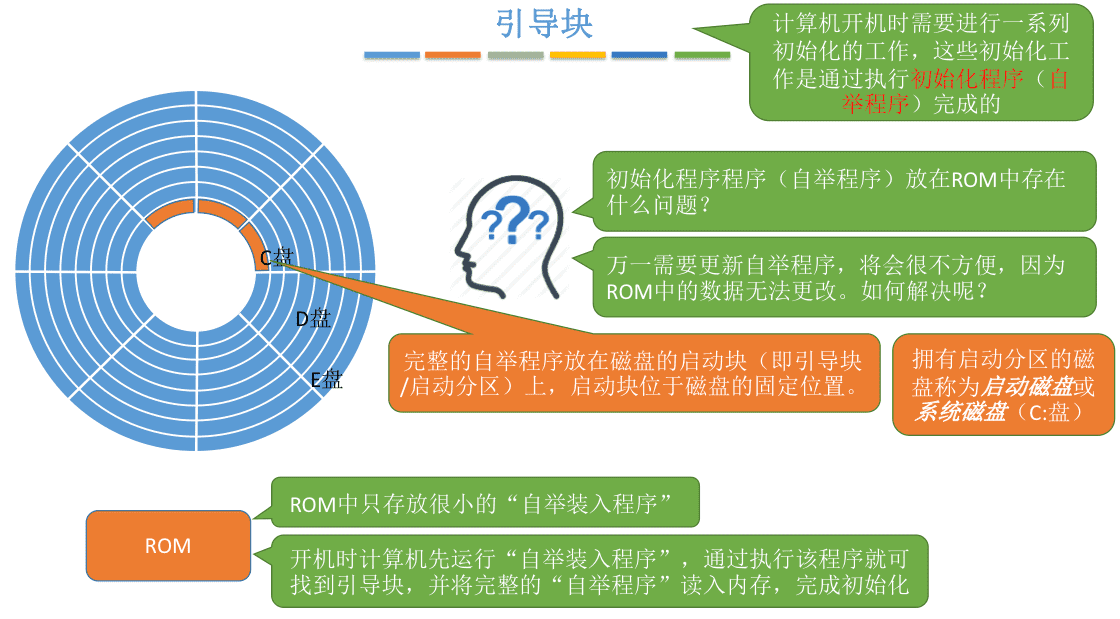 引导块
计算机开机时需要进行一系列
初始化的工作，这些初始化工
作是通过执行初始化程序（自
举程序）完成的
初始化程序程序（自举程序）放在ROM中存在
什么问题？
???
万一需要更新自举程序，将会很不方便，因为
ROM中的数据无法更改。如何解决呢？
C盘
D盘
E盘
完整的自举程序放在磁盘的启动块（即引导块
/启动分区）上，启动块位于磁盘的固定位置。
拥有启动分区的磁
盘称为启动磁盘或
系统磁盘（C:盘）
ROM中只存放很小的“自举装入程序”
ROM
开机时计算机先运行“自举装入程序”，通过执行该程序就可
找到引导块，并将完整的“自举程序”读入内存，完成初始化